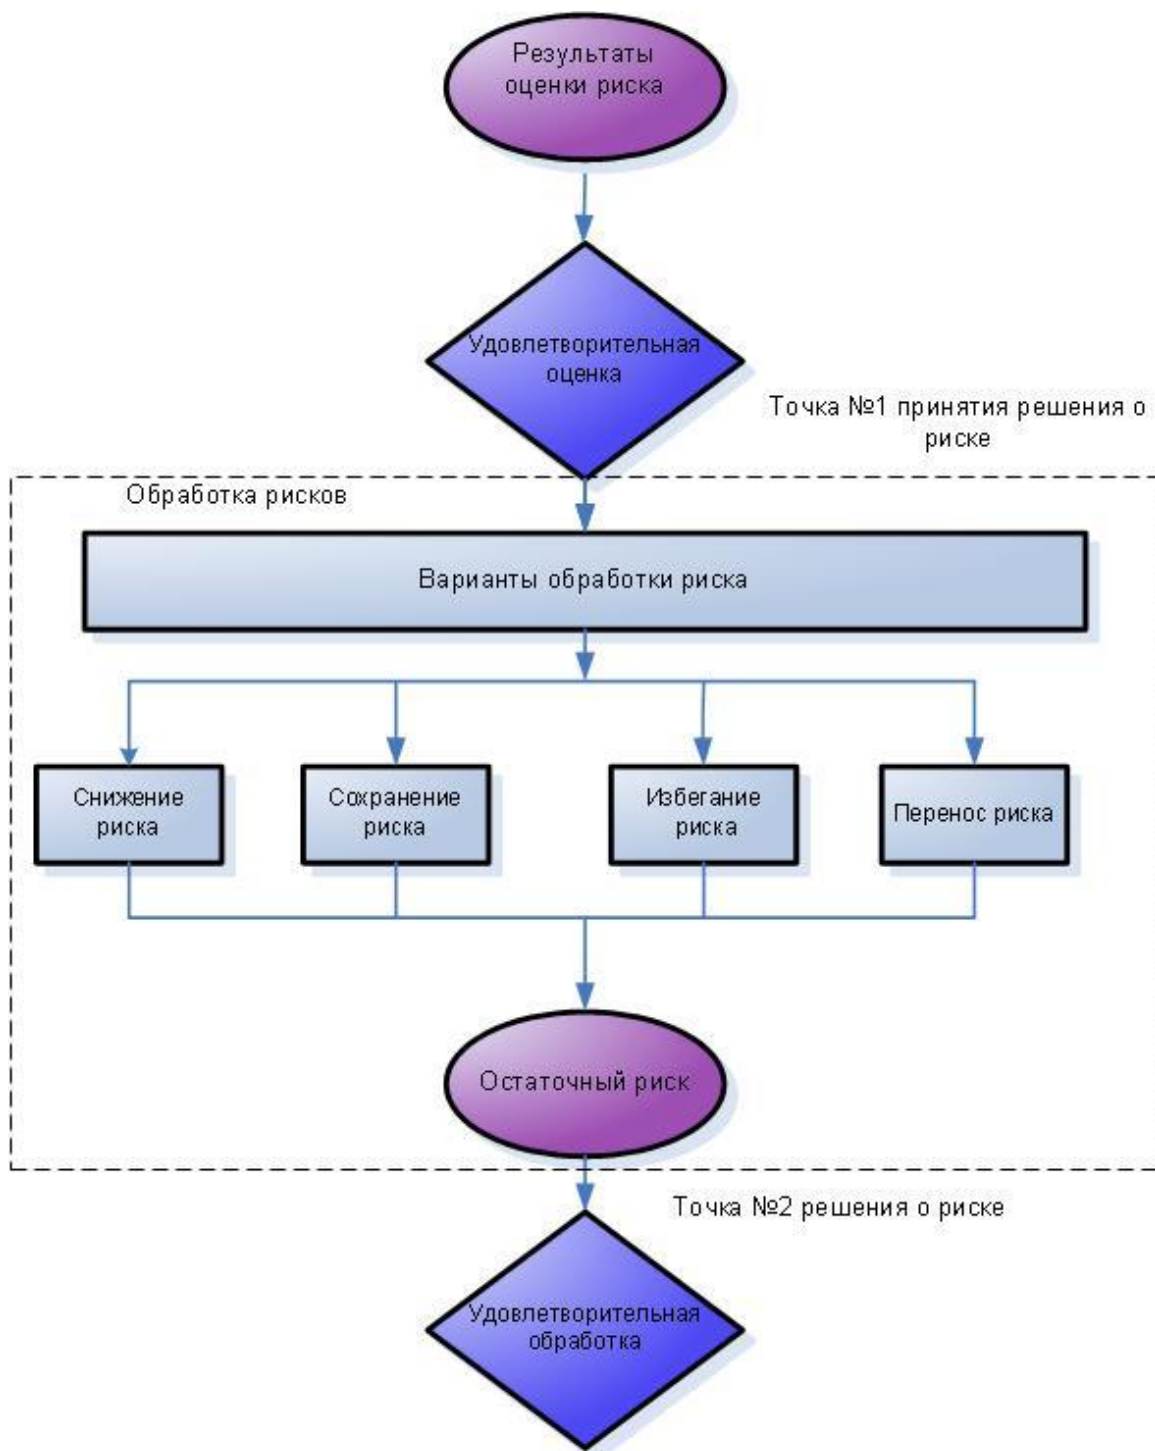 Результаты
оценки риска
Удовлетворительная
оценка
Точка №1 принятия решения о
риске
Обработка рисков
Варианты обработки риска
Снижение
риска
Сохранение
риска
Избегание
риска
Перенос риска
Остаточный риск
Точка №2 решения о риске
Удовлетворительная
обработка